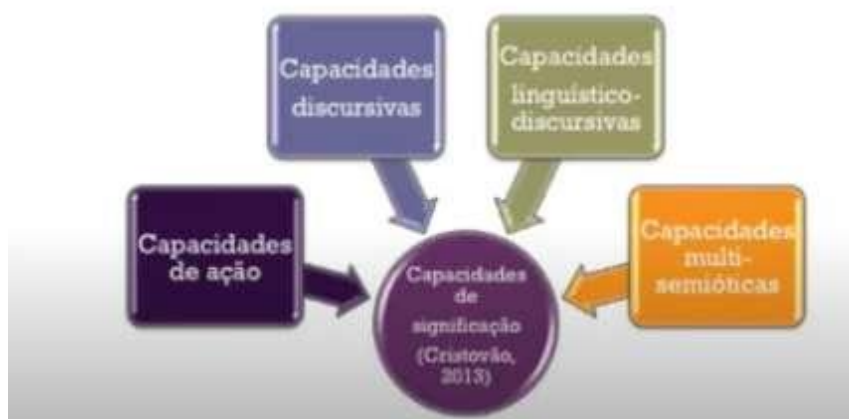 Capacidades
discursivas
Capacidades
linguístico-
discursivas
Capacidades
de ação
Capacidades
multi-
semióticas
Capacidades
de
significação
(Cristovão,
2013)